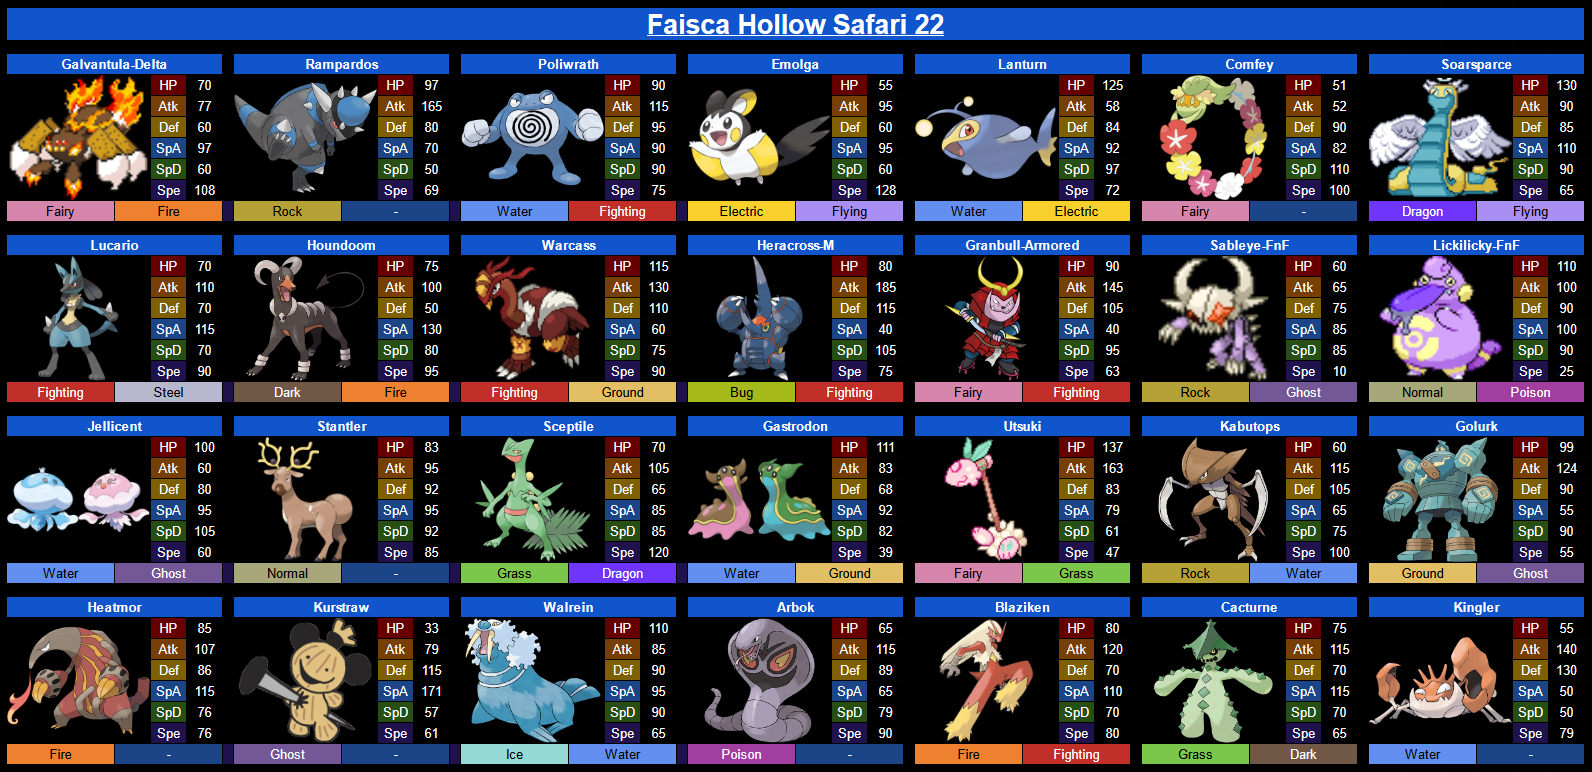 Faisca Hollow Safari 22
Galvantula-Delta Rampardos Poliwrath Emolga Lanturn Comfey Soarsparce
HP 70 HP 97 HP 90 HP 55 HP 125 HP 51 HP 130
Atk 77 Atk 165 Atk 115 Atk 95 Atk 58 Atk 52 Atk 90
Def 60 Def 80 Def 95 Def 60 Def 84 Def 90 Def 85
SpA 97 SpA 70 SpA 90 SpA 95 SpA 92 SpA 82 SpA 110
SpD 60 SpD 50 SpD 90 SpD 60 SpD 97 SpD 110 SpD 90
Spe 108 Spe 69 Spe 75 Spe 128 Spe 72 Spe 100 Spe 65
Fairy Fire Rock - Water Fighting Electric Flying Water Electric Fairy - Dragon Flying
Lucario Houndoom Warcass Heracross-M Granbull-Armored Sableye-FnF Lickilicky-FnF
HP 70 HP 75 HP 115 HP 80 HP 90 HP 60 HP 110
Atk 110 Atk 100 Atk 130 Atk 185 Atk 145 Atk 65 Atk 100
Def 70 Def 50 Def 110 Def 115 Def 105 Def 75 Def 90
SpA 115 SpA 130 SpA 60 SpA 40 SpA 40 SpA 85 SpA 100
SpD 70 SpD 80 SpD 75 SpD 105 SpD 95 SpD 85 SpD 90
Spe 90 Spe 95 Spe 90 Spe 75 Spe 63 Spe 10 Spe 25
Fighting Steel Dark Fire Fighting Ground Bug Fighting Fairy Fighting Rock Ghost Normal Poison
Jellicent Stantler Sceptile Gastrodon Utsuki Kabutops Golurk
HP 100 HP 83 HP 70 HP 111 HP 137 HP 60 HP 99
Atk 60 Atk 95 Atk 105 Atk 83 Atk 163 Atk 115 Atk 124
Def 80 Def 92 Def 65 Def 68 Def 83 Def 105 Def 90
SpA 95 SpA 95 SpA 85 SpA 92 SpA 79 SpA 65 SpA 55
SpD 105 SpD 92 SpD 85 SpD 82 SpD 61 SpD 75 SpD 90
Spe 60 Spe 85 Spe 120 Spe 39 Spe 47 Spe 100 Spe 55
Water Ghost Normal - Grass Dragon Water Ground Fairy Grass Rock Water Ground Ghost
Heatmor Kurstraw Walrein Arbok Blaziken Cacturne Kingler
HP 85 HP 33 HP 110 HP 65 HP 80 HP 75 HP 55
Atk 107 Atk 79 Atk 85 Atk 115 Atk 120 Atk 115 Atk 140
Def 86 Def 115 Def 90 Def 89 Def 70 Def 70 Def 130
SpA 115 SpA 171 SpA 95 SpA 65 SpA 110 SpA 115 SpA 50
SpD 76 SpD 57 SpD 90 SpD 79 SpD 70 SpD 70 SpD 50
Spe 76 Spe 61 Spe 65 Spe 90 Spe 80 Spe 65 Spe 79
Fire - Ghost - Ice Water Poison - Fire Fighting Grass Dark Water -